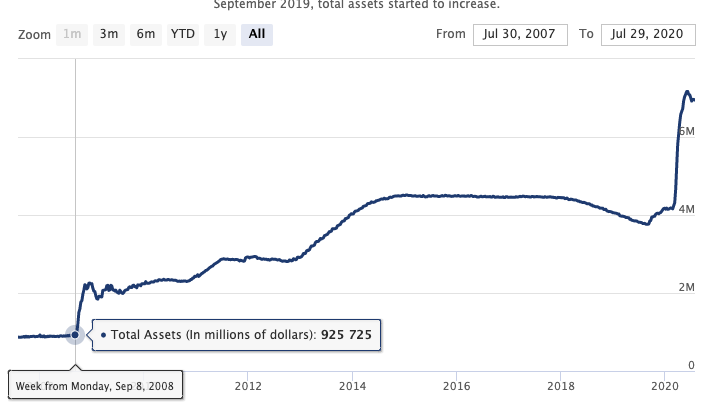 September 2019, total assets started to increase.
Zoom 1m 3m 6m YTD 1y All From Jul 30, 2007 To Jul 29, 2020
6M
4M
2M
Total Assets (In millions of dollars): 925 725
0
Week from Monday, Sep 8, 2008
2012 2014 2016 2018 2020